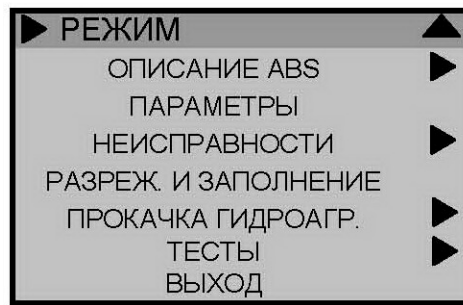 РЕЖИМ
ОПИСАНИЕ ABS
ПАРАМЕТРЫ
НЕИСПРАВНОСТИ
РАЗРЕЖ. И ЗАПОЛНЕНИЕ
ПРОКАЧКА ГИДРОАГР.
ТЕСТЫ
ВЫХОД